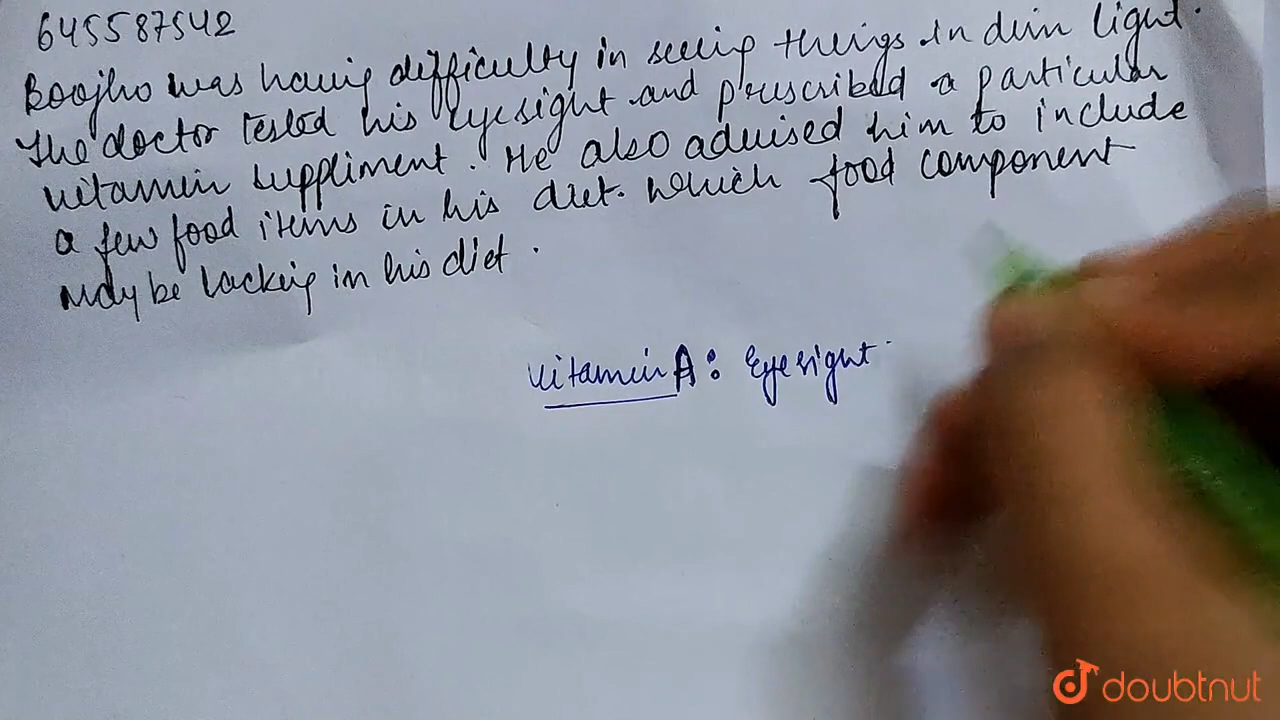 645587542
Boojho was having difficulty in seeing things in dim light.
The doctor tested his eyesight and prescribed a particular
vitamin suppliment. He also advised him to include
a few food items in his diet. Which food component
may be lacking in his diet.
Vitamin A: Eyesight
doubtnut